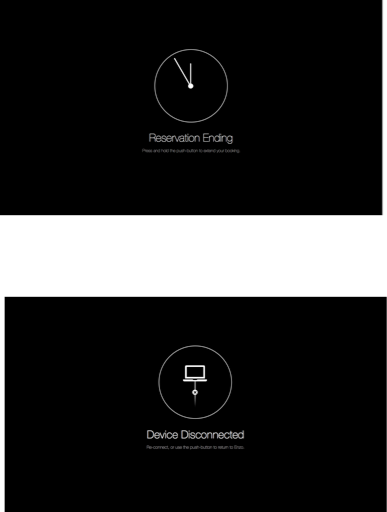 Reservation Ending
Press and hold the push-button to extend your booking.
Device Disconnected
Re-connect, or use the push-button to return to Enzo.